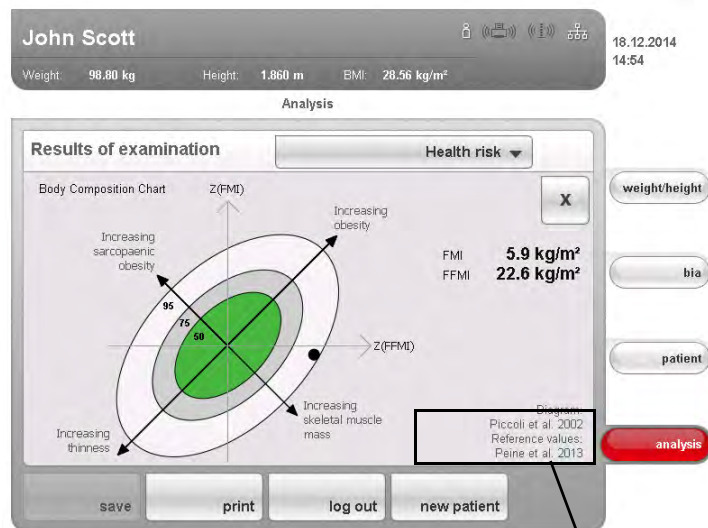 John Scott
18.12.2014
14:54
Weight: 98.80 kg Height: 1.860 m BMI: 28.56 kg/m²
Analysis
Results of examination
Health risk
Body Composition Chart
Z(FMI)
X
Increasing
obesity
Increasing
sarcopaenic
obesity
FMI 5.9 kg/m²
FFMI 22.6 kg/m²
95
75
50
Z(FFMI)
Increasing
skeletal muscle
mass
Increasing
thinness
Diagram:
Piccoli et al. 2002
Reference values:
Peine et al. 2013
weight/height
bia
patient
analysis
save
print
log out
new patient